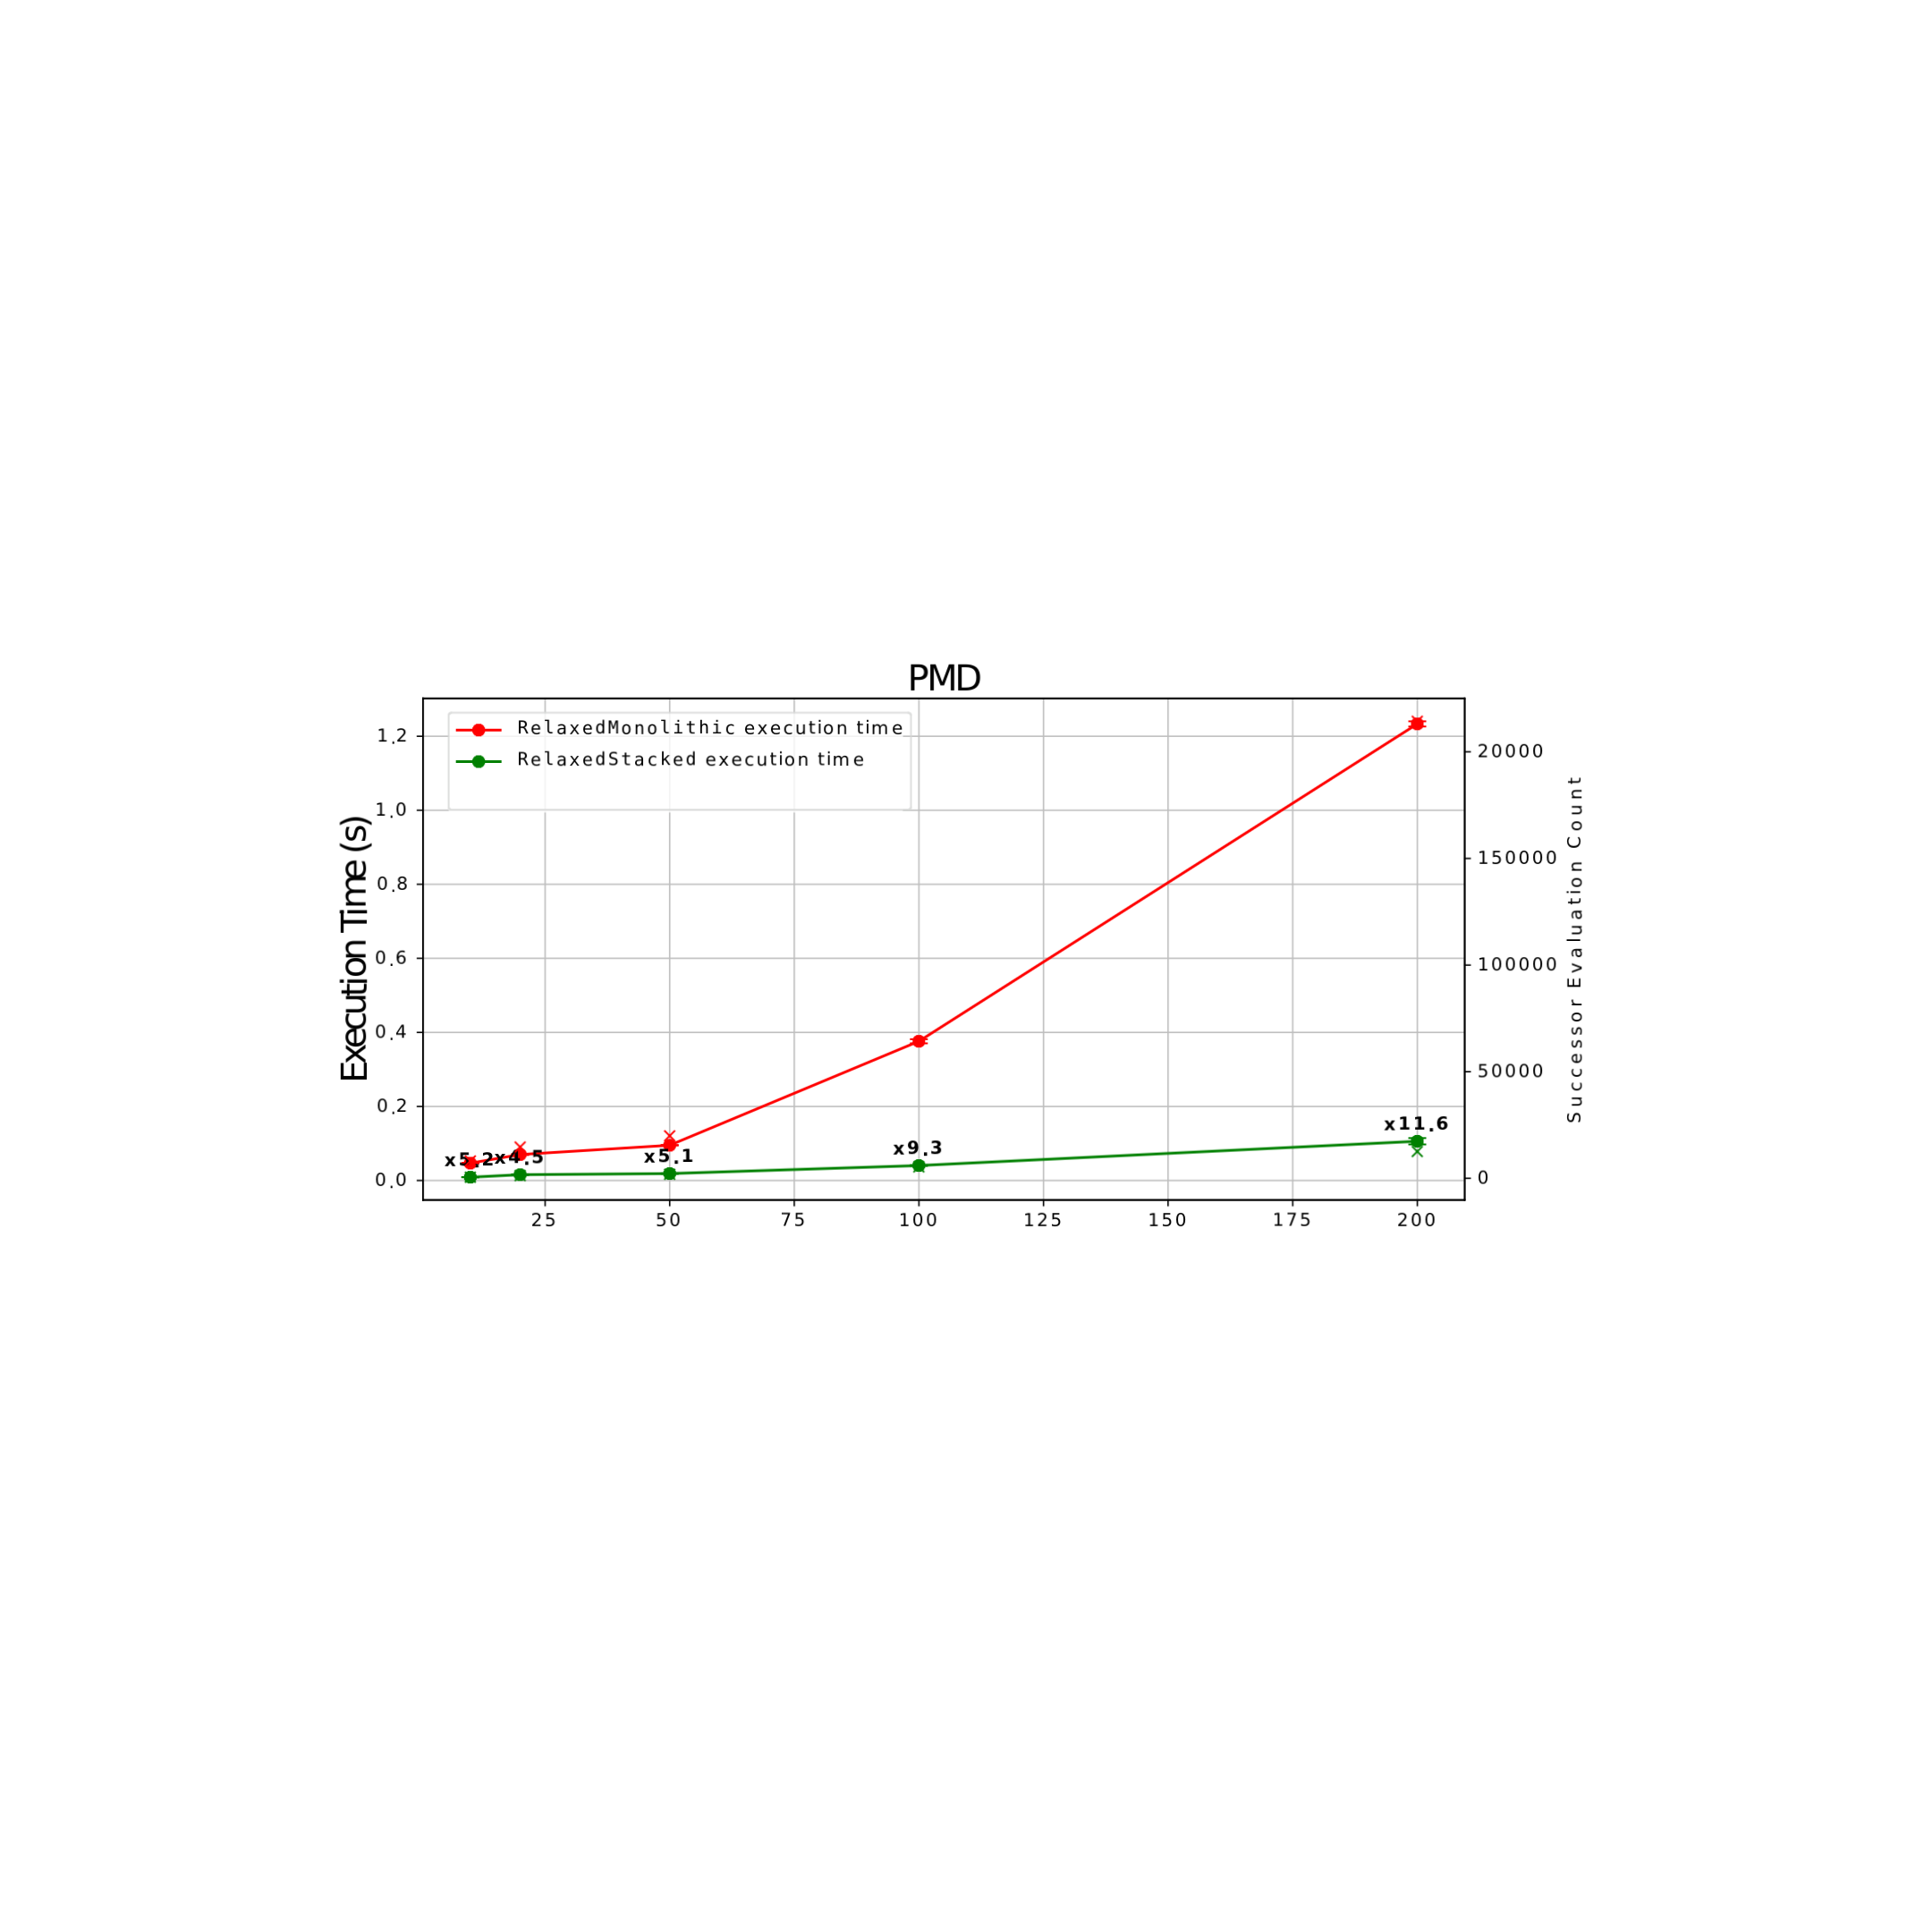 PMD
RelaxedMonolithic execution time
RelaxedStacked execution time
Execution Time (s)
1.2
1.0
0.8
0.6
0.4
0.2
0.0
20000
150000
100000
50000
0
Successor Evaluation Count
x5.2
x4.5
x5.1
x9.3
x11.6
25 50 75 100 125 150 175 200